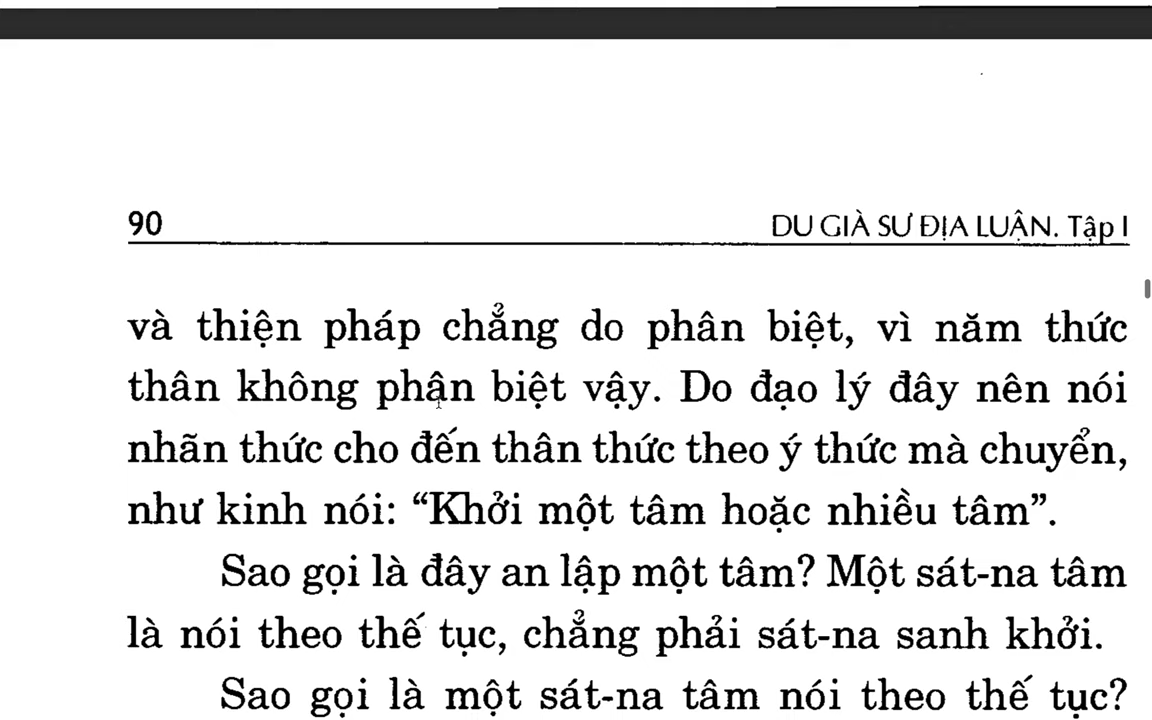 90
DU GIÀ SƯ ĐỊA LUẬN. Tập I
và thiện pháp chẳng do phân biệt, vì năm thức
thân không phận biệt vậy. Do đạo lý đây nên nói
nhãn thức cho đến thân thức theo ý thức mà chuyển,
như kinh nói: “Khởi một tâm hoặc nhiều tâm”.
Sao gọi là đây an lập một tâm? Một sát-na tâm
là nói theo thế tục, chẳng phải sát-na sanh khởi.
Sao gọi là một sát-na tâm nói theo thế tục?